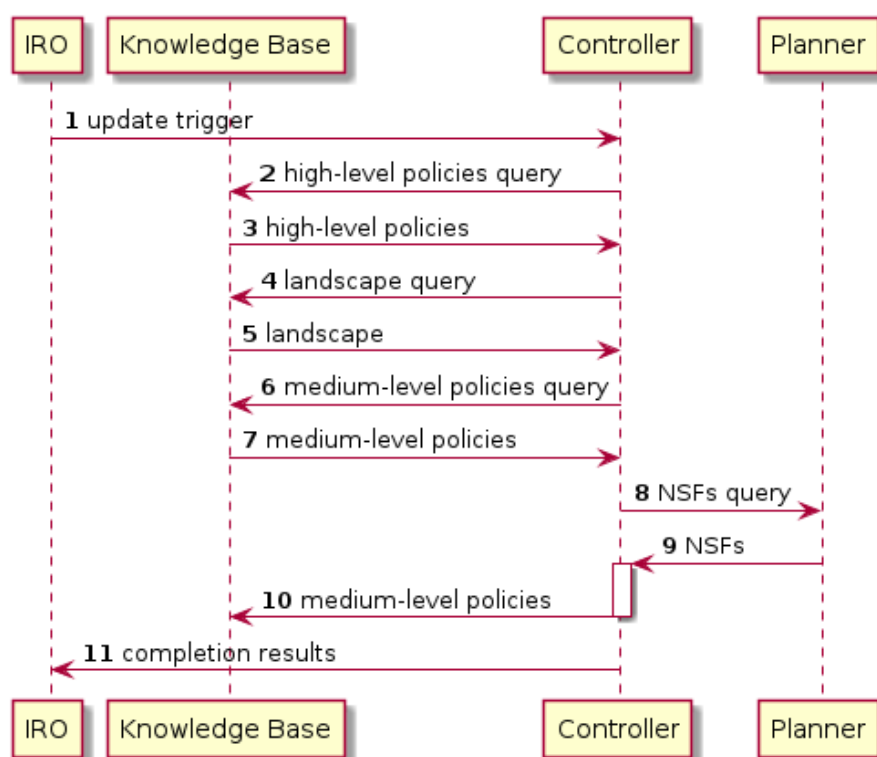 IRO Knowledge Base Controller Planner
1 update trigger
2 high-level policies query
3 high-level policies
4 landscape query
5 landscape
6 medium-level policies query
7 medium-level policies
8 NSFs query
9 NSFs
10 medium-level policies
11 completion results
IRO Knowledge Base Controller Planner